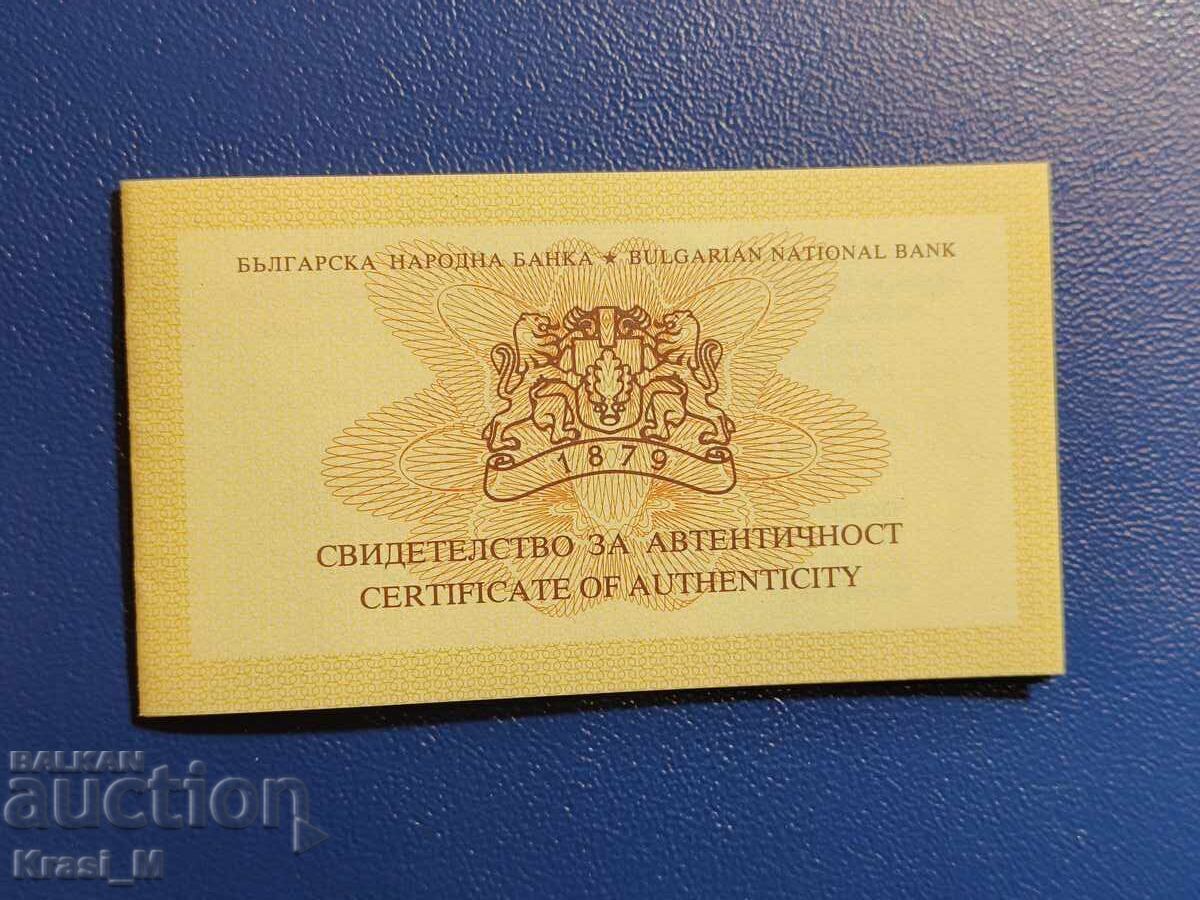 БЪЛГАРСКА НАРОДНА БАНКА ★ BULGARIAN NATIONAL BANK
1879
СВИДЕТЕЛСТВО ЗА АВТЕНТИЧНОСТ
CERTIFICATE OF AUTHENTICITY
BALKAN
auction
Krasi_M